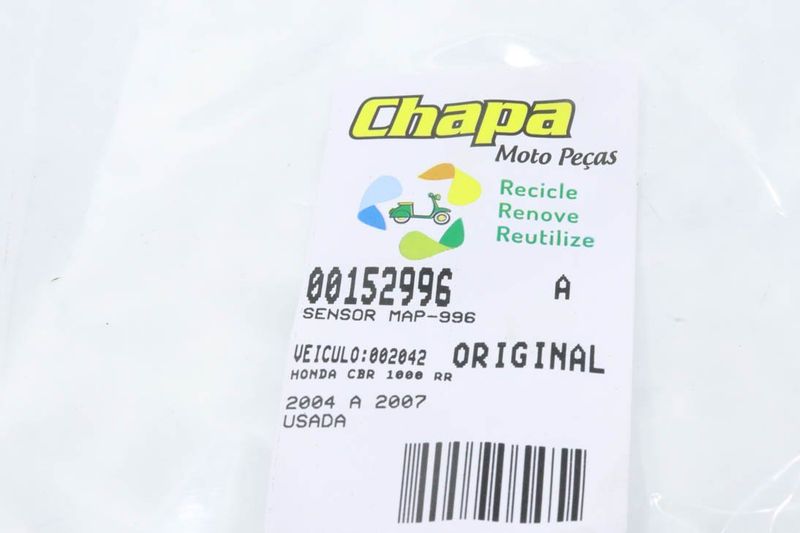 Chapa
Moto Peças
Recicle
Renove
Reutilize
00152996 A
SENSOR MAP-996
VEICULO:002042 ORIGINAL
HONDA CBR 1000 RR
2004 A 2007
USADA